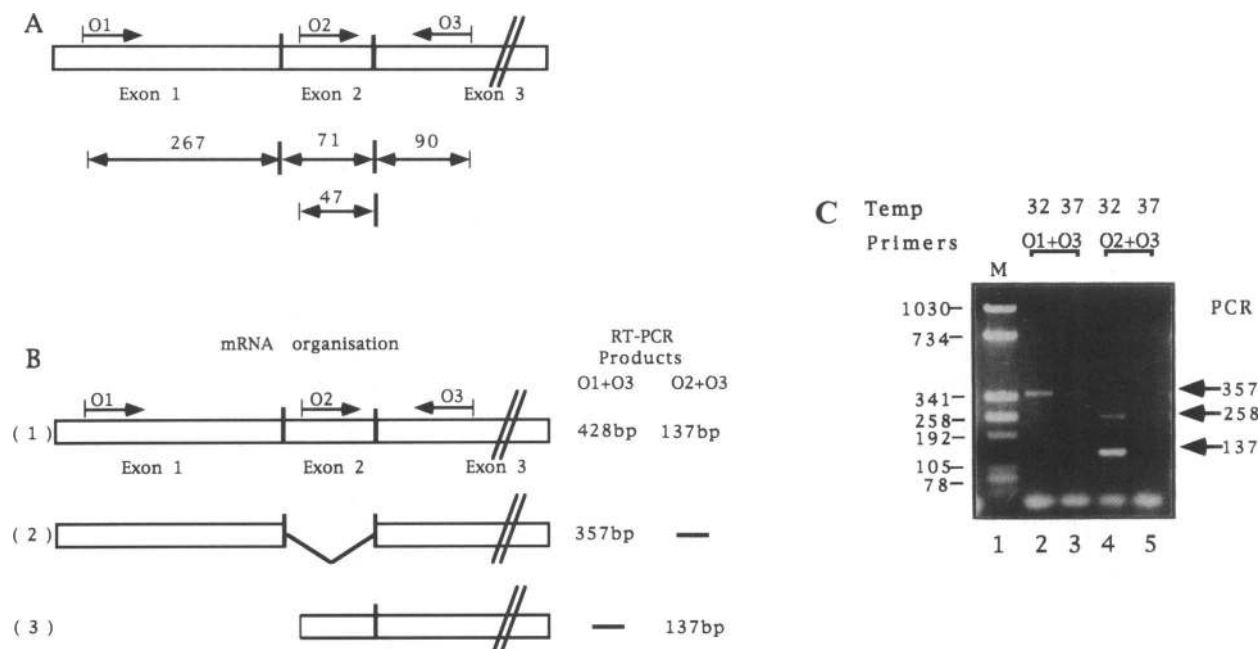 A
O1 O2 O3
Exon 1 Exon 2 Exon 3
267 71 90
47
B
mRNA organisation
RT-PCR
Products
O1+O3 O2+O3
O1 O2 O3
(1) 428bp 137bp
Exon 1 Exon 2 Exon 3
(2) 357bp —
(3) — 137bp
C
Temp 32 37 32 37
Primers O1+O3 O2+O3
M
PCR
1030
734
341
258
192
105
78
357
258
137
1 2 3 4 5